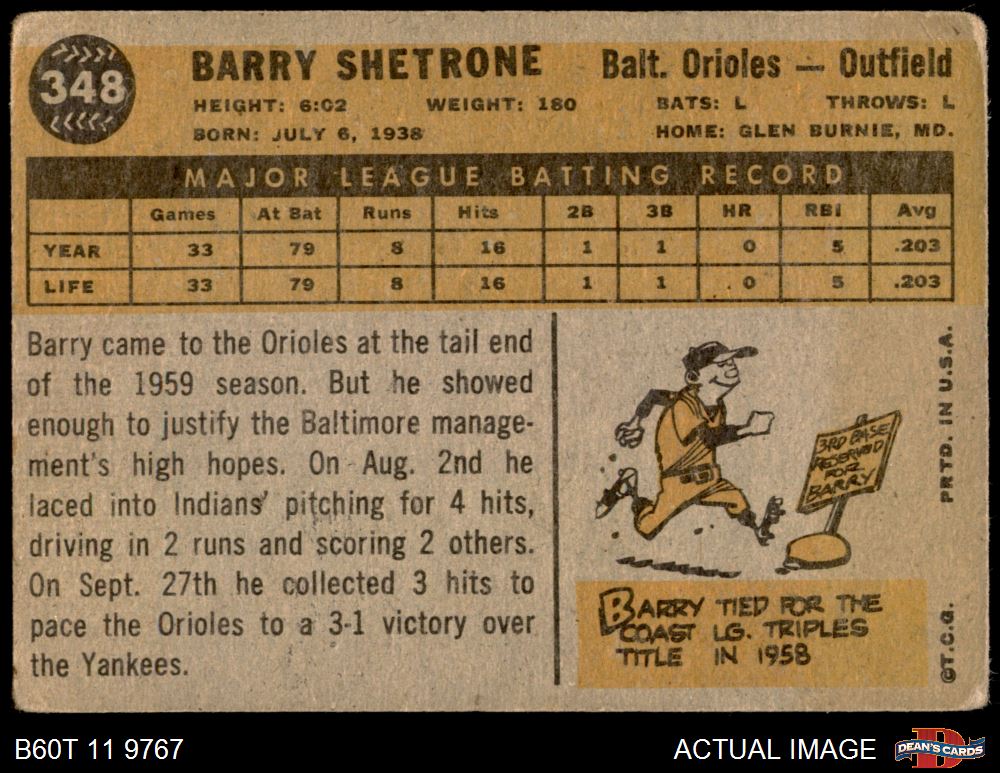 348
BARRY SHETRONE Balt. Orioles — Outfield
HEIGHT: 6:02 WEIGHT: 180 BATS: L THROWS: L
BORN: JULY 6, 1938 HOME: GLEN BURNIE, MD.
MAJOR LEAGUE BATTING RECORD
Games At Bat Runs Hits 2B 3B HR RBI Avg
YEAR 33 79 8 16 1 1 0 5 .203
LIFE 33 79 8 16 1 1 0 5 .203
Barry came to the Orioles at the tail end
of the 1959 season. But he showed
enough to justify the Baltimore manage-
ment's high hopes. On Aug. 2nd he
laced into Indians' pitching for 4 hits,
driving in 2 runs and scoring 2 others.
On Sept. 27th he collected 3 hits to
pace the Orioles to a 3-1 victory over
the Yankees.
3RD BASE
RESERVED
FOR
BARRY
BARRY TIED FOR THE
COAST LG. TRIPLES
TITLE IN 1958
©T.C.G. PRTD. IN U.S.A.
B60T 11 9767 ACTUAL IMAGE
D
DEAN'S CARDS